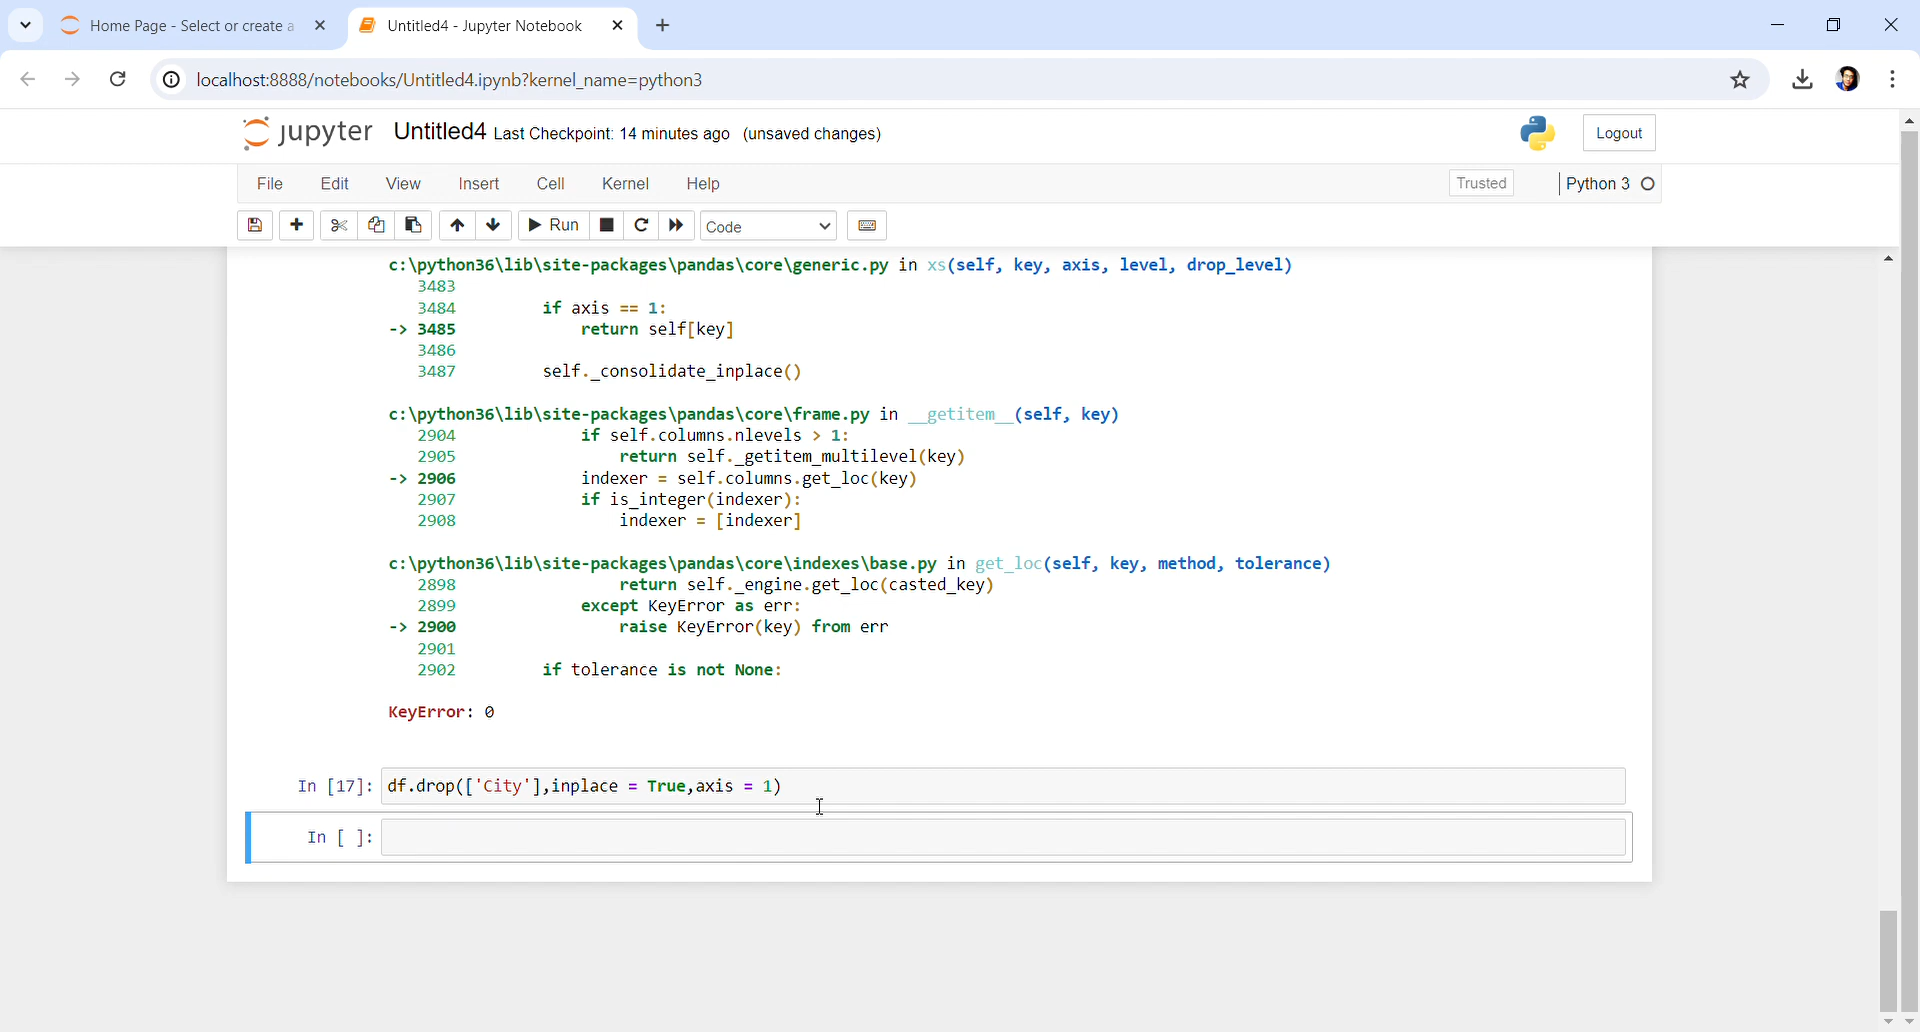 Home Page - Select or create a
Untitled4 - Jupyter Notebook
localhost:8888/notebooks/Untitled4.ipynb?kernel_name=python3
jupyter Untitled4 Last Checkpoint: 14 minutes ago (unsaved changes)
Logout
File Edit View Insert Cell Kernel Help
Trusted
Python 3
Run
Code
c:\python36\lib\site-packages\pandas\core\generic.py in xs(self, key, axis, level, drop_level)
3483
3484 if axis == 1:
-> 3485 return self[key]
3486
3487 self._consolidate_inplace()
c:\python36\lib\site-packages\pandas\core\frame.py in __getitem__(self, key)
2904 if self.columns.nlevels > 1:
2905 return self._getitem_multilevel(key)
-> 2906 indexer = self.columns.get_loc(key)
2907 if is_integer(indexer):
2908 indexer = [indexer]
c:\python36\lib\site-packages\pandas\core\indexes\base.py in get_loc(self, key, method, tolerance)
2898 return self._engine.get_loc(casted_key)
2899 except KeyError as err:
-> 2900 raise KeyError(key) from err
2901
2902 if tolerance is not None:
KeyError: 0
In [17]: df.drop(['City'],inplace = True,axis = 1)
In [ ]: